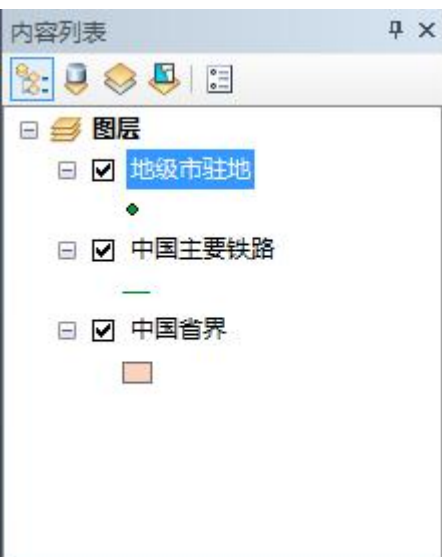 内容列表
图层
地级市驻地
中国主要铁路
中国省界